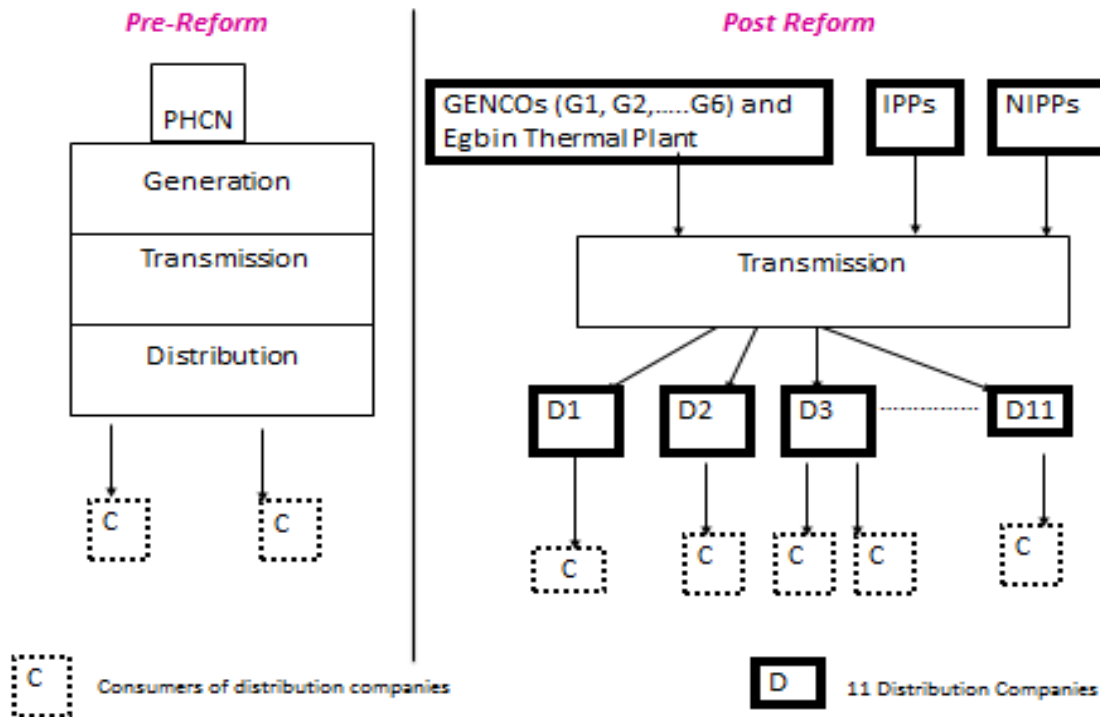 Pre-Reform
Post Reform
PHCN
Generation
Transmission
Distribution
C
C
GENCOs (G1, G2,.....G6) and
Egbin Thermal Plant
IPPs
NIPPs
Transmission
D1
D2
D3
D11
C
C
C
C
C
C
Consumers of distribution companies
D
11 Distribution Companies